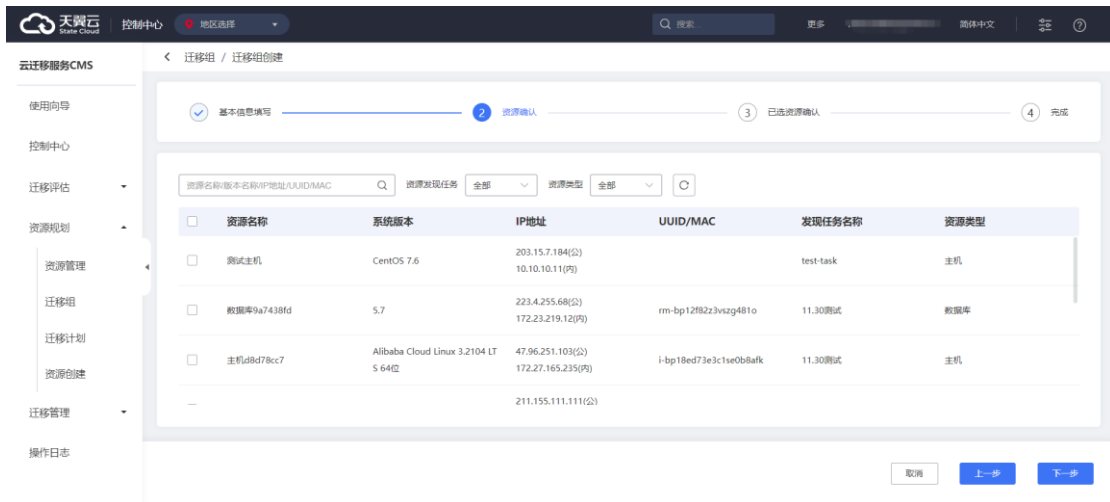 天翼云
State Cloud
控制中心
地区选择
搜索...
更多
简体中文
云迁移服务CMS
迁移组 / 迁移组创建
使用向导
控制中心
迁移评估
资源规划
资源管理
迁移组
迁移计划
资源创建
迁移管理
操作日志
基本信息填写
2 资源确认
3 已选资源确认
4 完成
资源名称/版本名称/IP地址/UUID/MAC
资源发现任务 全部
资源类型 全部
资源名称 系统版本 IP地址 UUID/MAC 发现任务名称 资源类型
测试主机 CentOS 7.6 203.15.7.184(公) test-task 主机
10.10.10.11(内)
数据库9a7438fd 5.7 223.4.255.68(公) rm-bp12f82z3vszg481o 11.30测试 数据库
172.23.219.12(内)
主机d8d78cc7 Alibaba Cloud Linux 3.2104 LT 47.96.251.103(公) i-bp18ed73e3c1se0b8afk 11.30测试 主机
S 64位 172.27.165.235(内)
211.155.111.111(公)
取消
上一步
下一步